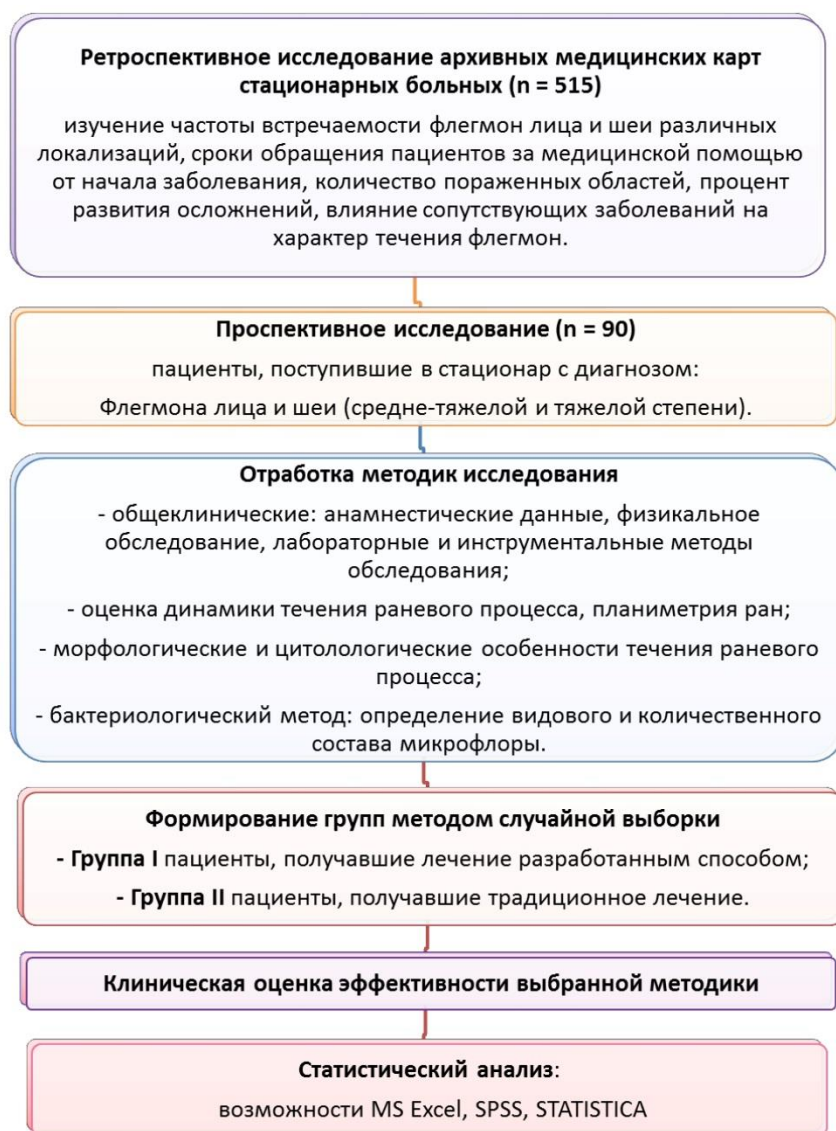 Ретроспективное исследование архивных медицинских карт
стационарных больных (n = 515)
изучение частоты встречаемости флегмон лица и шеи различных
локализаций, сроки обращения пациентов за медицинской помощью
от начала заболевания, количество пораженных областей, процент
развития осложнений, влияние сопутствующих заболеваний на
характер течения флегмон.
Проспективное исследование (n = 90)
пациенты, поступившие в стационар с диагнозом:
Флегмона лица и шеи (средне-тяжелой и тяжелой степени).
Отработка методик исследования
- общеклинические: анамнестические данные, физикальное
обследование, лабораторные и инструментальные методы
обследования;
- оценка динамики течения раневого процесса, планиметрия ран;
- морфологические и цитолологические особенности течения раневого
процесса;
- бактериологический метод: определение видового и количественного
состава микрофлоры.
Формирование групп методом случайной выборки
- Группа I пациенты, получавшие лечение разработанным способом;
- Группа II пациенты, получавшие традиционное лечение.
Клиническая оценка эффективности выбранной методики
Статистический анализ:
возможности MS Excel, SPSS, STATISTICA